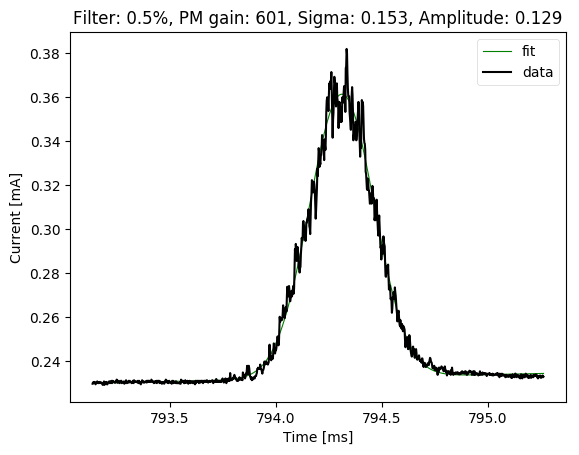 Filter: 0.5%, PM gain: 601, Sigma: 0.153, Amplitude: 0.129
fit
data
0.38
0.36
0.34
0.32
0.30
0.28
0.26
0.24
Current [mA]
793.5 794.0 794.5 795.0
Time [ms]